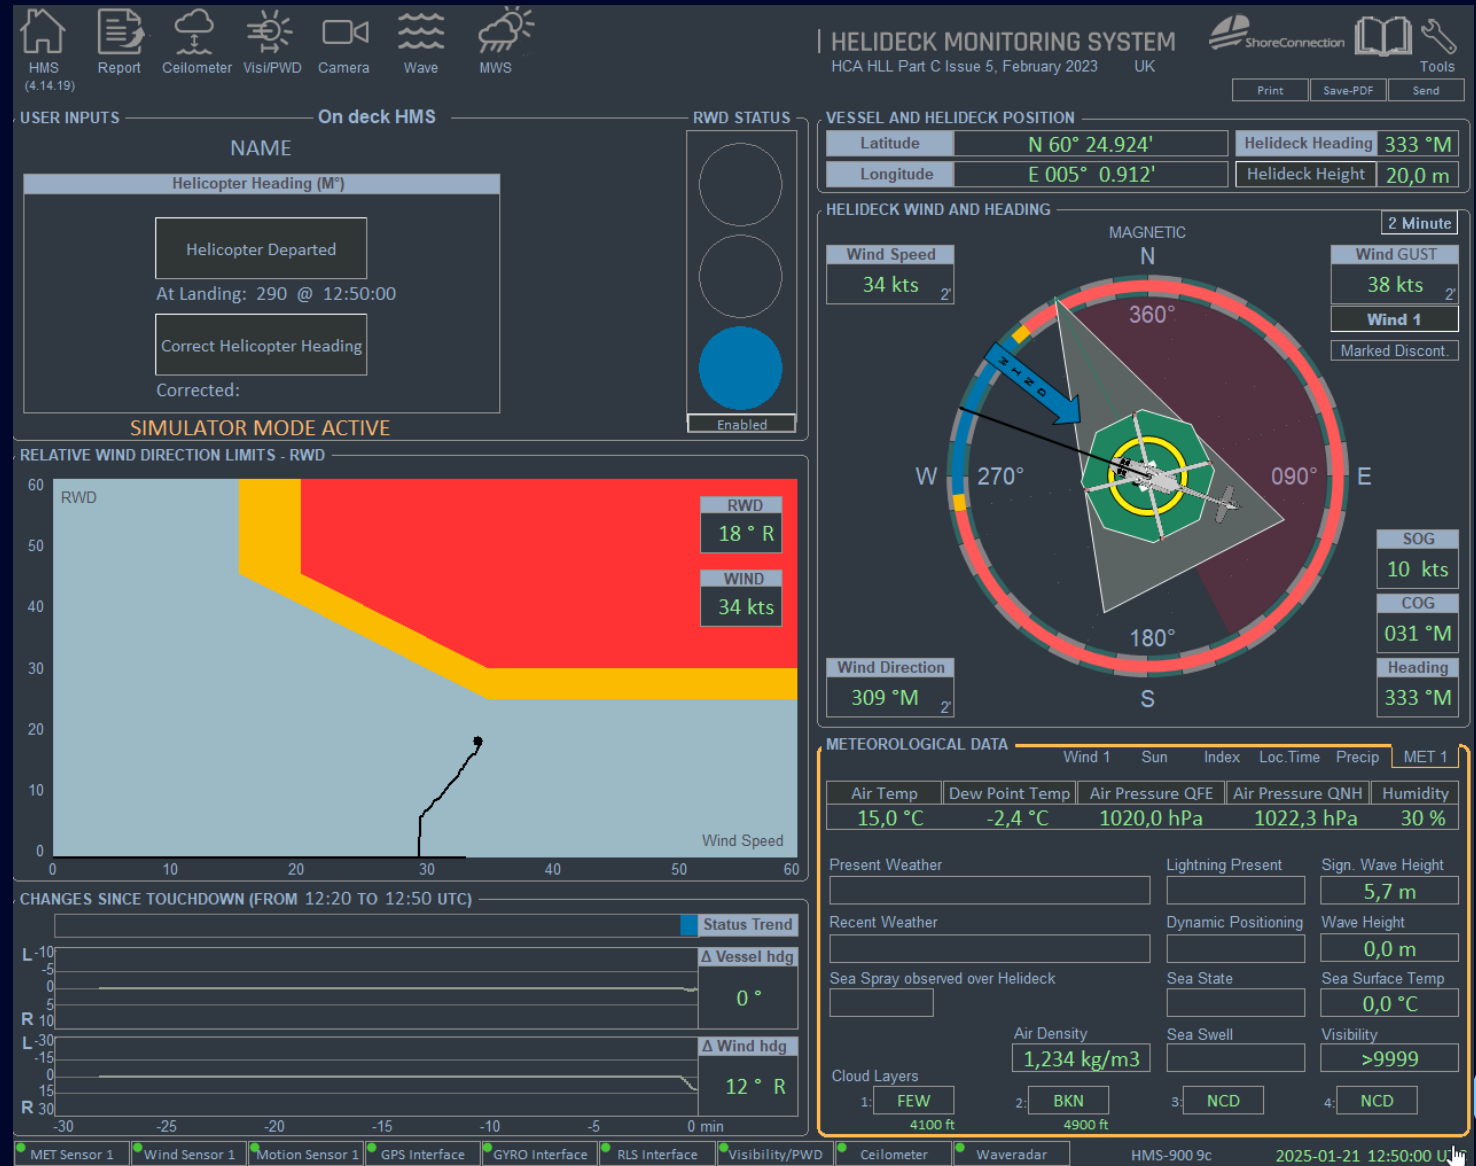 HMS
(4.14.19)
Report
Ceilometer
Visi/PWD
Camera
Wave
MWS
HELIDECK MONITORING SYSTEM
HCA HLL Part C Issue 5, February 2023 UK
ShoreConnection
Tools
Print
Save-PDF
Send
USER INPUTS
On deck HMS
RWD STATUS
NAME
Helicopter Heading (M°)
Helicopter Departed
At Landing: 290 @ 12:50:00
Correct Helicopter Heading
Corrected:
SIMULATOR MODE ACTIVE
Enabled
VESSEL AND HELIDECK POSITION
Latitude N 60° 24.924' Helideck Heading 333 °M
Longitude E 005° 0.912' Helideck Height 20,0 m
HELIDECK WIND AND HEADING
2 Minute
MAGNETIC
N
Wind Speed
34 kts 2'
Wind GUST
38 kts 2'
Wind 1
Marked Discont.
360°
WIND
W 270° 090° E
180°
S
SOG
10 kts
COG
031 °M
Heading
333 °M
Wind Direction
309 °M 2'
RELATIVE WIND DIRECTION LIMITS - RWD
60
50
40
30
20
10
0
RWD
RWD
18 ° R
WIND
34 kts
Wind Speed
0 10 20 30 40 50 60
CHANGES SINCE TOUCHDOWN (FROM 12:20 TO 12:50 UTC)
Status Trend
L -10
-5
0
5
R 10
Δ Vessel hdg
0 °
L -30
-15
0
15
R 30
Δ Wind hdg
12 ° R
-30 -25 -20 -15 -10 -5 0 min
METEOROLOGICAL DATA
Wind 1 Sun Index Loc.Time Precip MET 1
Air Temp Dew Point Temp Air Pressure QFE Air Pressure QNH Humidity
15,0 °C -2,4 °C 1020,0 hPa 1022,3 hPa 30 %
Present Weather
Lightning Present
Sign. Wave Height
5,7 m
Recent Weather
Dynamic Positioning
Wave Height
0,0 m
Sea Spray observed over Helideck
Sea State
Sea Surface Temp
0,0 °C
Air Density
1,234 kg/m3
Sea Swell
Visibility
>9999
Cloud Layers
1: FEW 2: BKN 3: NCD 4: NCD
4100 ft 4900 ft
MET Sensor 1
Wind Sensor 1
Motion Sensor 1
GPS Interface
GYRO Interface
RLS Interface
Visibility/PWD
Ceilometer
Waveradar
HMS-900 9c
2025-01-21 12:50:00